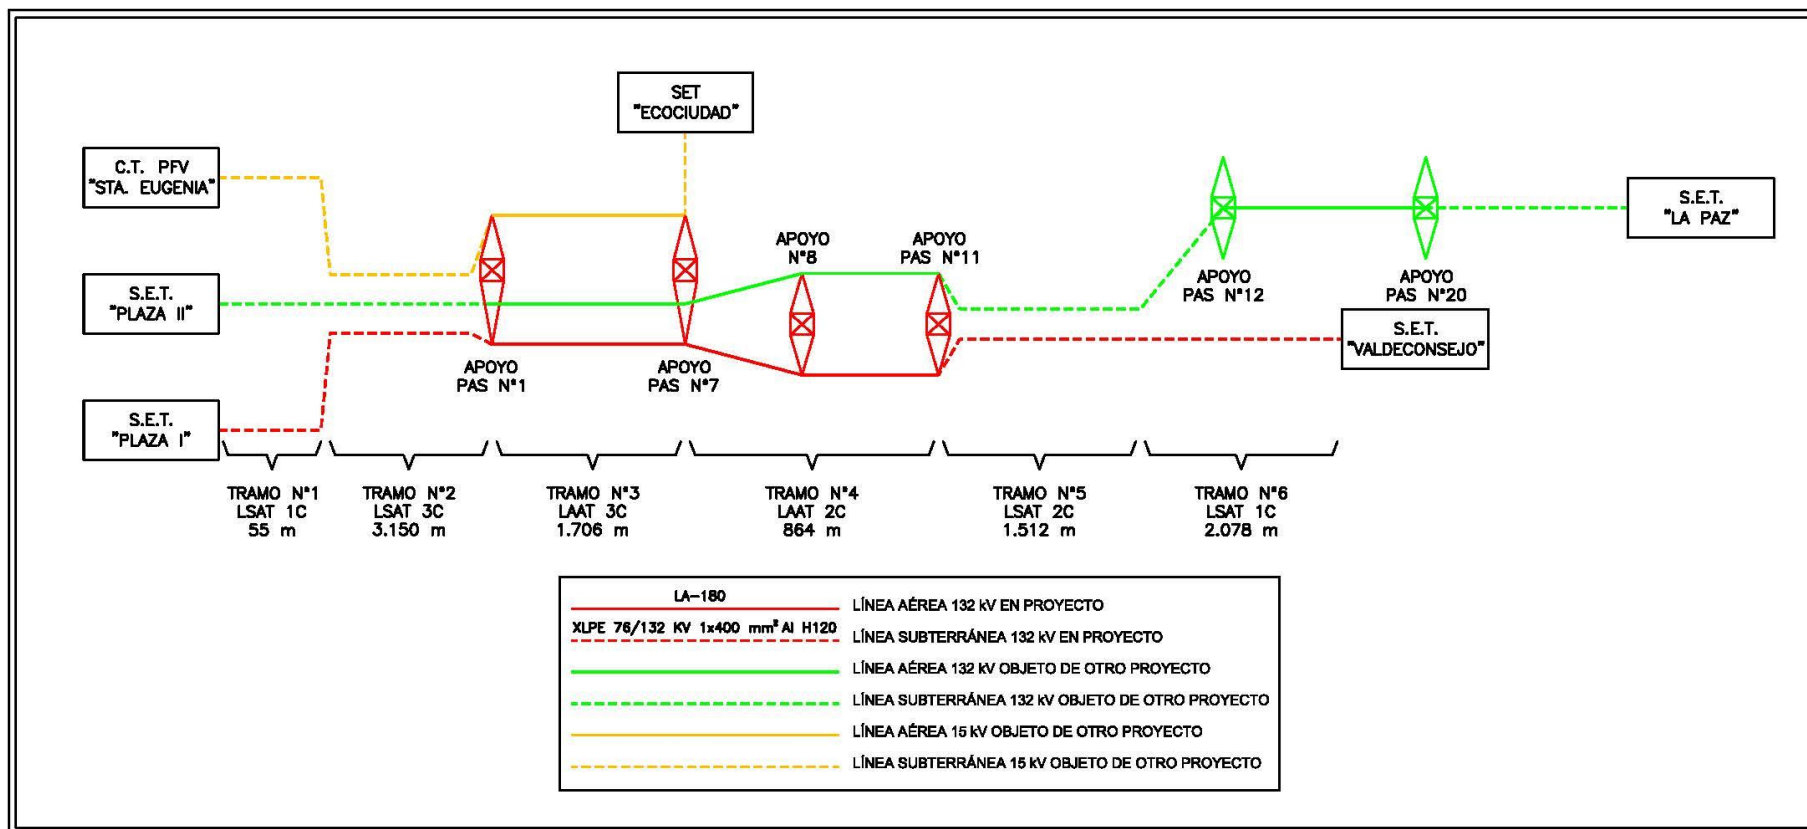 SET
"ECOCIUDAD"
C.T. PFV
"STA. EUGENIA"
S.E.T.
"PLAZA II"
S.E.T.
"PLAZA I"
APOYO
PAS N°1
APOYO
PAS N°7
APOYO
N°8
APOYO
PAS N°11
APOYO
PAS N°12
APOYO
PAS N°20
S.E.T.
"LA PAZ"
S.E.T.
"VALDECONSEJO"
TRAMO N°1
LSAT 1C
55 m
TRAMO N°2
LSAT 3C
3.150 m
TRAMO N°3
LAAT 3C
1.706 m
TRAMO N°4
LAAT 2C
864 m
TRAMO N°5
LSAT 2C
1.512 m
TRAMO N°6
LSAT 1C
2.078 m
LA-180
LÍNEA AÉREA 132 kV EN PROYECTO
XLPE 76/132 KV 1x400 mm² Al H120
LÍNEA SUBTERRÁNEA 132 kV EN PROYECTO
LÍNEA AÉREA 132 kV OBJETO DE OTRO PROYECTO
LÍNEA SUBTERRÁNEA 132 kV OBJETO DE OTRO PROYECTO
LÍNEA AÉREA 15 kV OBJETO DE OTRO PROYECTO
LÍNEA SUBTERRÁNEA 15 kV OBJETO DE OTRO PROYECTO